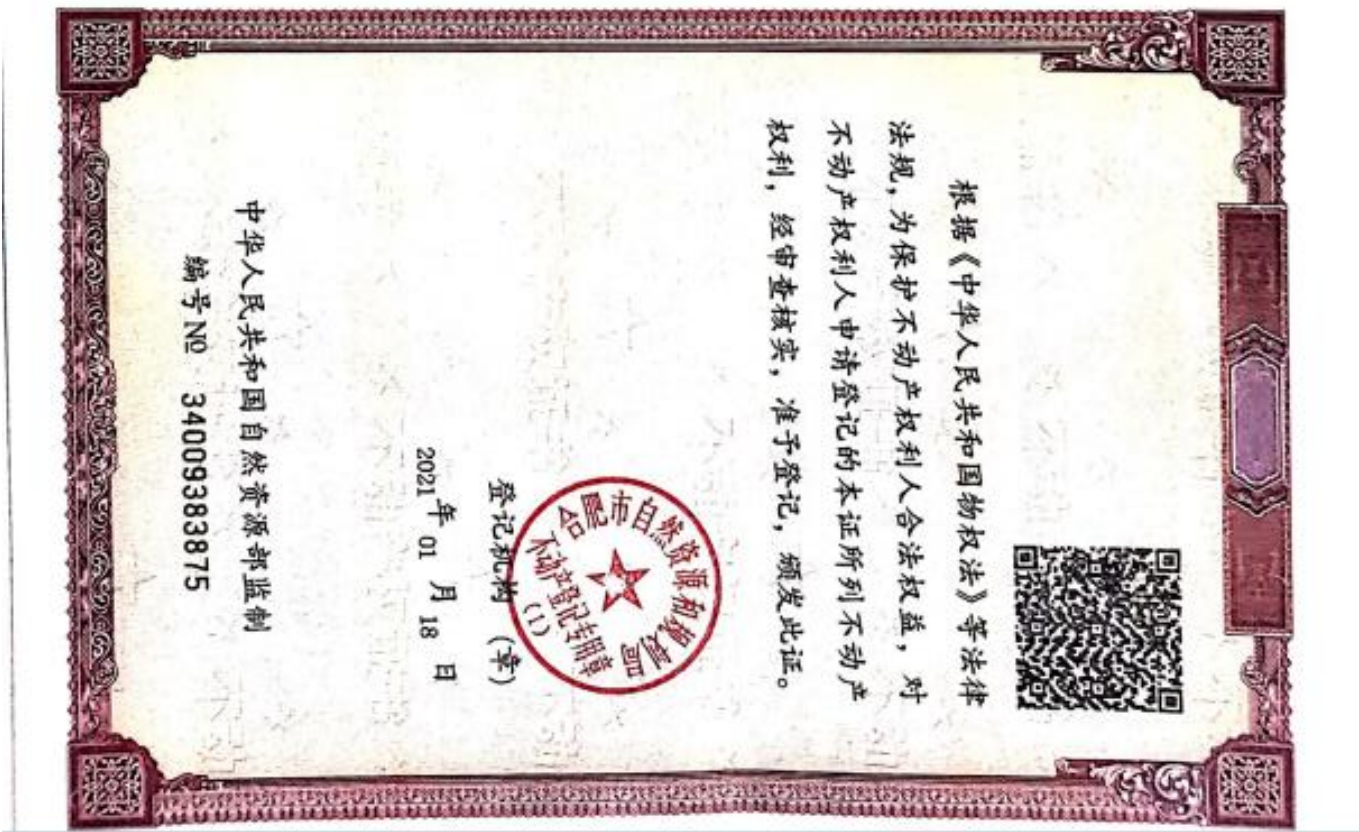 根据《中华人民共和国物权法》等法律
法规，为保护不动产权利人合法权益，对
不动产权利人申请登记的本证所列不动产
权利，经审查核实，准予登记，颁发此证。
合肥市自然资源和规划局
不动产登记专用章
(1)
登记机构（章）
2021年01月18日
中华人民共和国自然资源部监制
编号NO 34009383875